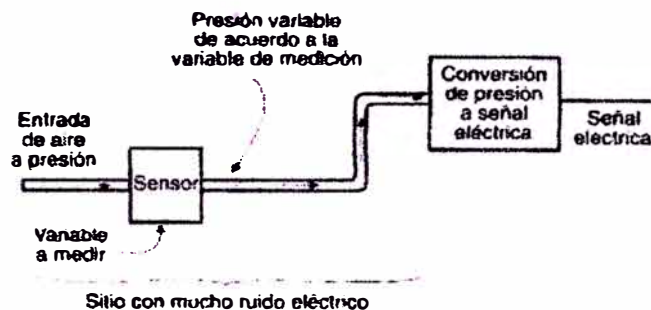 Presión variable
de acuerdo a la
variable de medición
Conversión
de presión
a señal
eléctrica
Señal
electrica
Entrada
de aire
a presión
Sensor
Variable
a medir
Sitio con mucho ruido eléctrico